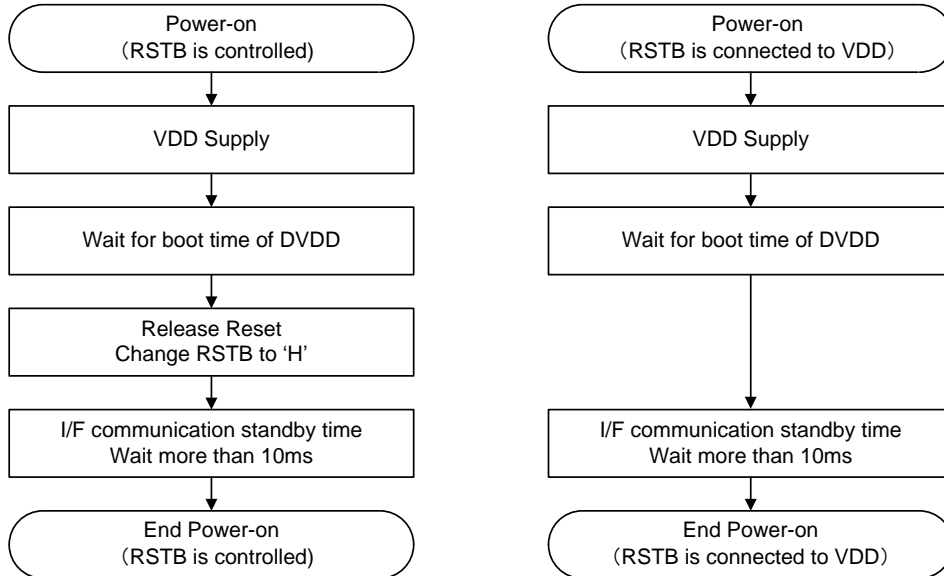 Power-on
（RSTB is controlled)
VDD Supply
Wait for boot time of DVDD
Release Reset
Change RSTB to ‘H’
I/F communication standby time
Wait more than 10ms
End Power-on
(RSTB is controlled)
Power-on
（RSTB is connected to VDD）
VDD Supply
Wait for boot time of DVDD
I/F communication standby time
Wait more than 10ms
End Power-on
(RSTB is connected to VDD）